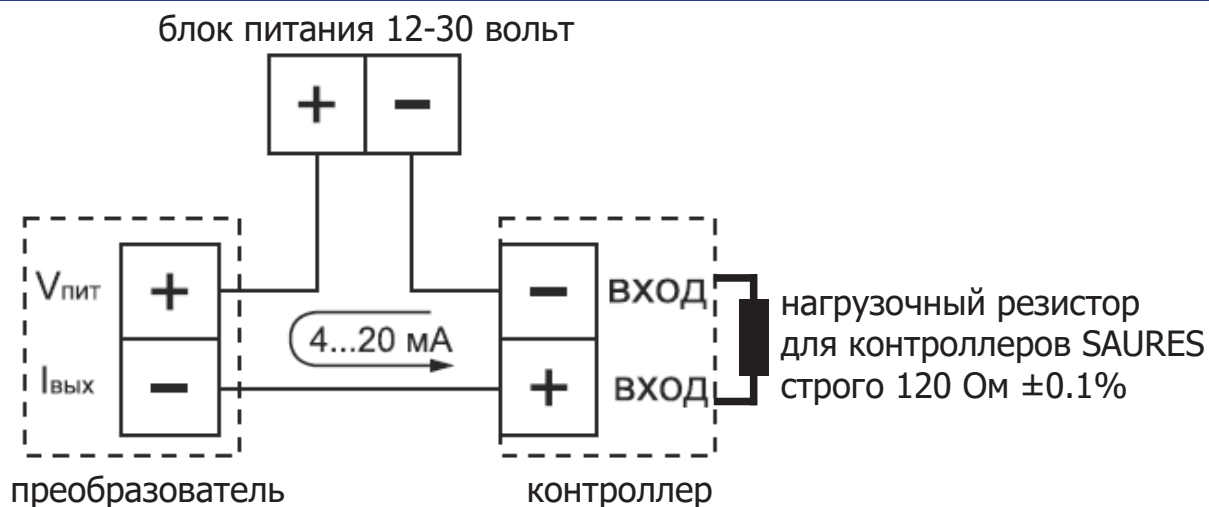 блок питания 12-30 вольт
+ −
Vпит + − ВХОД
4...20 мА
Iвых − + ВХОД
нагрузочный резистор
для контроллеров SAURES
строго 120 Ом ±0.1%
преобразователь контроллер